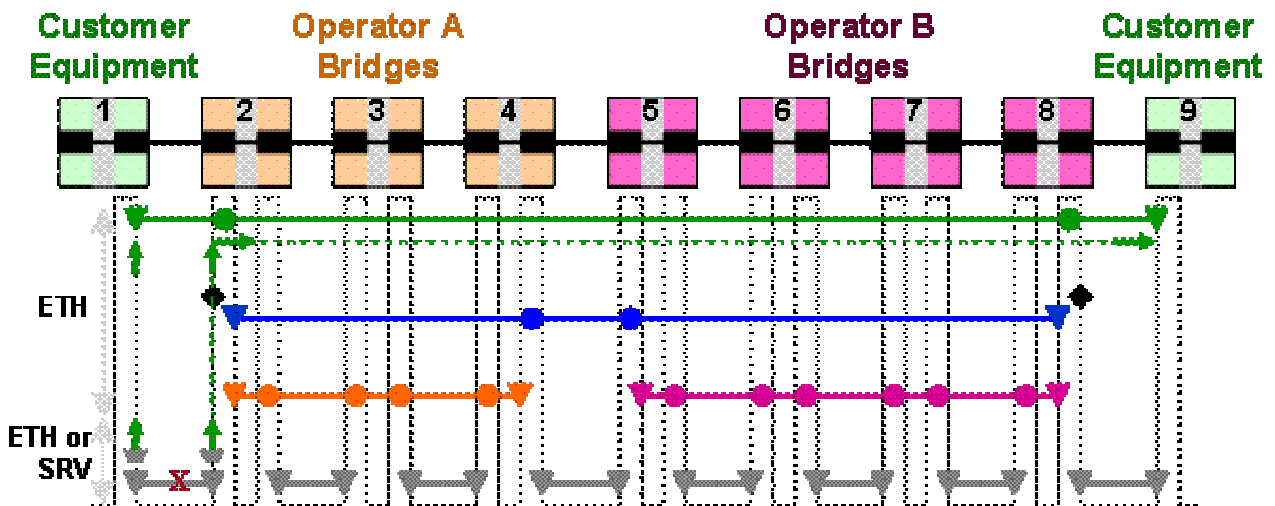 Customer
Equipment
Operator A
Bridges
Operator B
Bridges
Customer
Equipment
1
2
3
4
5
6
7
8
9
ETH
ETH or
SRV
X